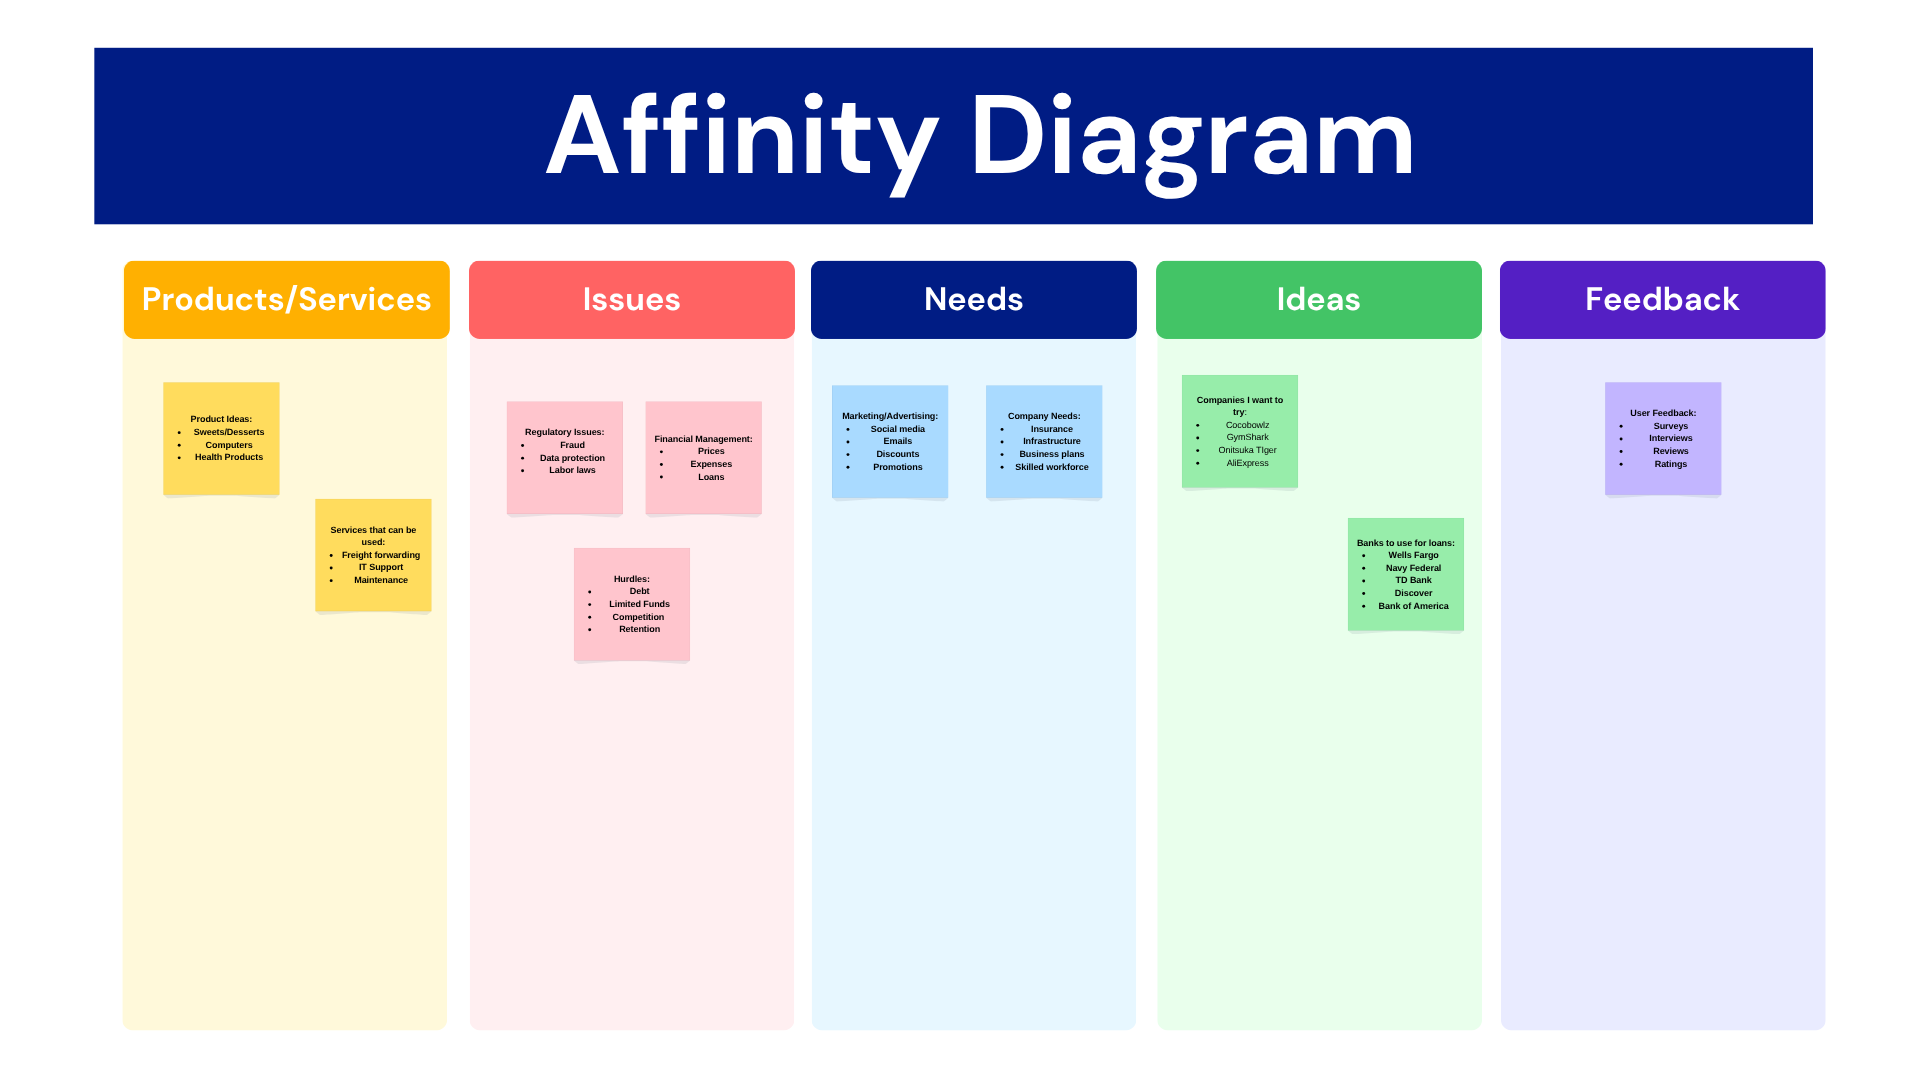 Affinity Diagram
Products/Services
Product Ideas:
• Sweets/Desserts
• Computers
• Health Products
Services that can be
used:
• Freight forwarding
• IT Support
• Maintenance
Issues
Regulatory Issues:
• Fraud
• Data protection
• Labor laws
Financial Management:
• Prices
• Expenses
• Loans
Hurdles:
• Debt
• Limited Funds
• Competition
• Retention
Needs
Marketing/Advertising:
• Social media
• Emails
• Discounts
• Promotions
Company Needs:
• Insurance
• Infrastructure
• Business plans
• Skilled workforce
Ideas
Companies I want to
try:
• Cocobowlz
• GymShark
• Onitsuka TIger
• AliExpress
Banks to use for loans:
• Wells Fargo
• Navy Federal
• TD Bank
• Discover
• Bank of America
Feedback
User Feedback:
• Surveys
• Interviews
• Reviews
• Ratings